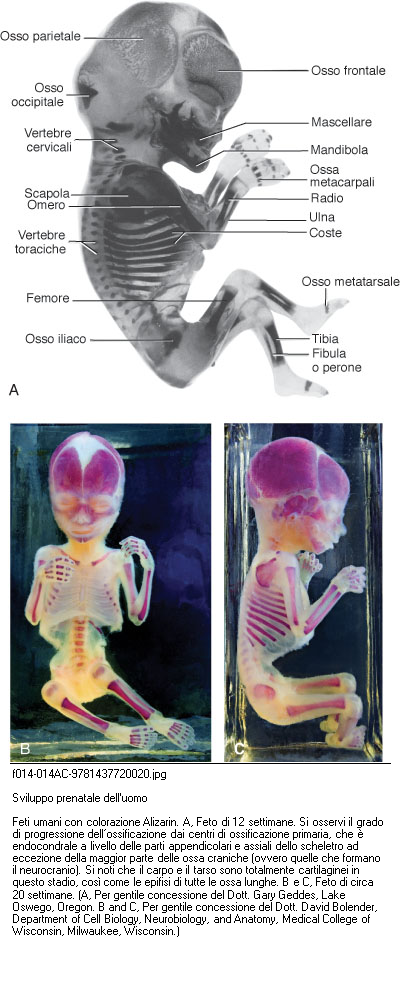 Osso parietale
Osso frontale
Osso
occipitale
Mascellare
Vertebre
cervicali
Mandibola
Ossa
metacarpali
Scapola
Radio
Omero
Ulna
Vertebre
toraciche
Coste
Osso metatarsale
Femore
Osso iliaco
Tibia
Fibula
o perone
A
B
C
f014-014AC-9781437720020.jpg
Sviluppo prenatale dell'uomo
Feti umani con colorazione Alizarin. A, Feto di 12 settimane. Si osservi il grado
di progressione dell´ossificazione dai centri di ossificazione primaria, che è
endocondrale a livello delle parti appendicolari e assiali dello scheletro ad
eccezione della maggior parte delle ossa craniche (ovvero quelle che formano
il neurocranio). Si noti che il carpo e il tarso sono totalmente cartilaginei in
questo stadio, così come le epifisi di tutte le ossa lunghe. B e C, Feto di circa
20 settimane. (A, Per gentile concessione del Dott. Gary Geddes, Lake
Oswego, Oregon. B and C, Per gentile concessione del Dott. David Bolender,
Department of Cell Biology, Neurobiology, and Anatomy, Medical College of
Wisconsin, Milwaukee, Wisconsin.)